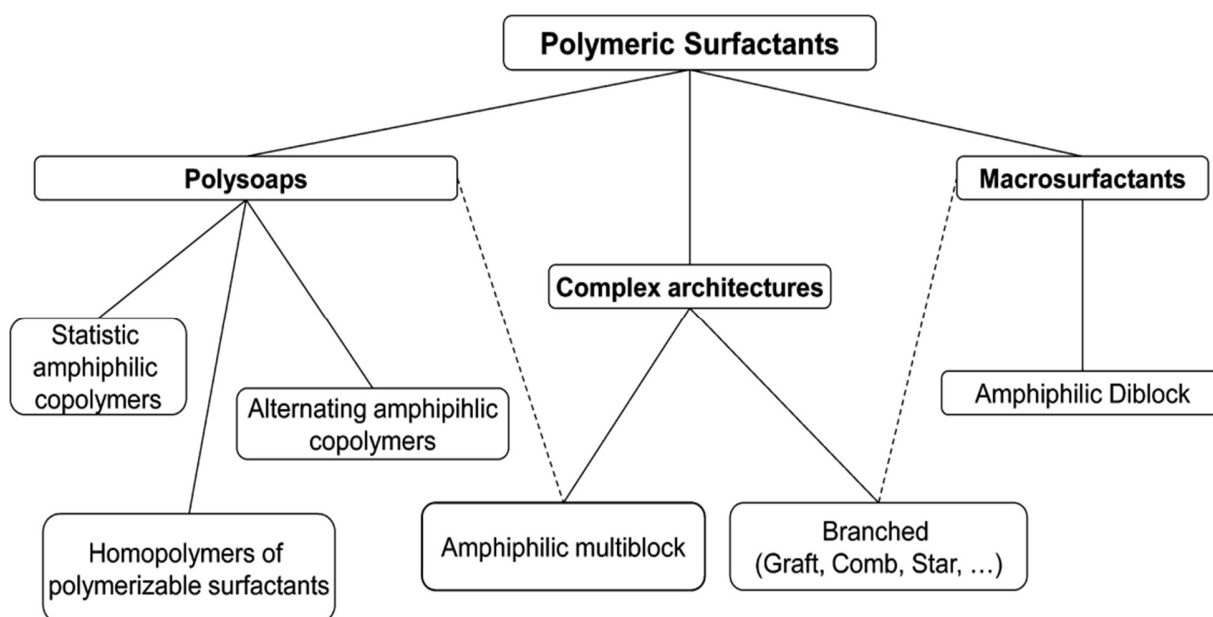 Polymeric Surfactants
Polysoaps
Macrosurfactants
Complex architectures
Statistic
amphiphilic
copolymers
Alternating amphipihlic
copolymers
Amphiphilic Diblock
Homopolymers of
polymerizable surfactants
Amphiphilic multiblock
Branched
(Graft, Comb, Star, …)